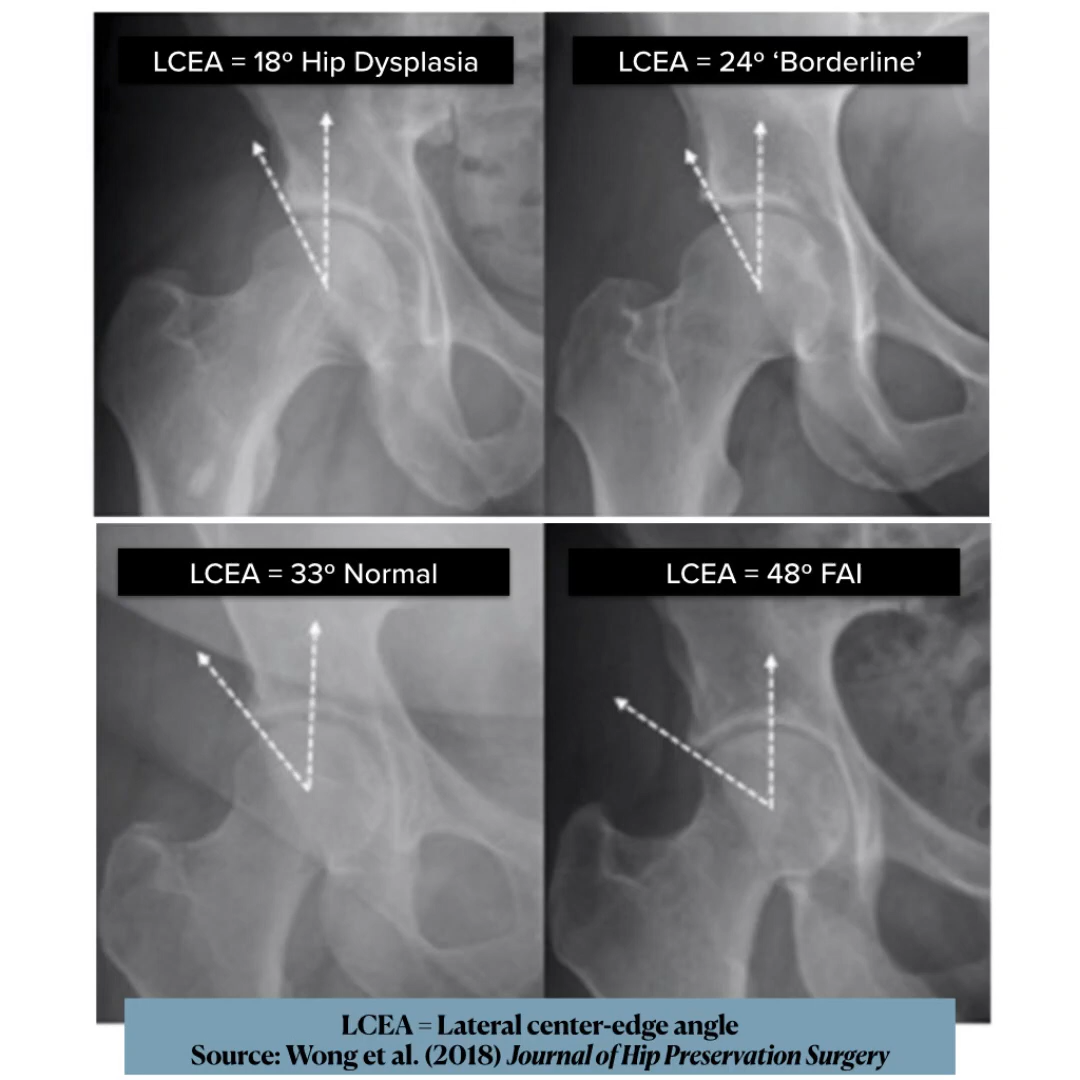 LCEA = 18º Hip Dysplasia
LCEA = 24º ‘Borderline’
LCEA = 33º Normal
LCEA = 48º FAI
LCEA = Lateral center-edge angle
Source: Wong et al. (2018) Journal of Hip Preservation Surgery